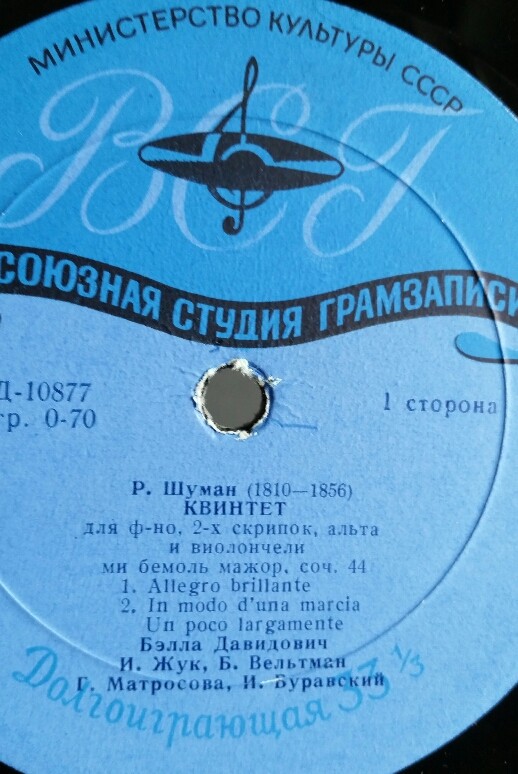 МИНИСТЕРСТВО КУЛЬТУРЫ СССР
ВСГ
СОЮЗНАЯ СТУДИЯ ГРАМЗАПИСИ
Д-10877
гр. 0-70
1 сторона
Р. Шуман (1810—1856)
КВИНТЕТ
для ф-но, 2-х скрипок, альта
и виолончели
ми бемоль мажор, соч. 44
1. Allegro brillante
2. In modo d'una marcia
Un poco largamente
Бэлла Давидович
И. Жук, Б. Вельтман
Г. Матросова, И. Буравский
Долгоиграющая 33 1/3